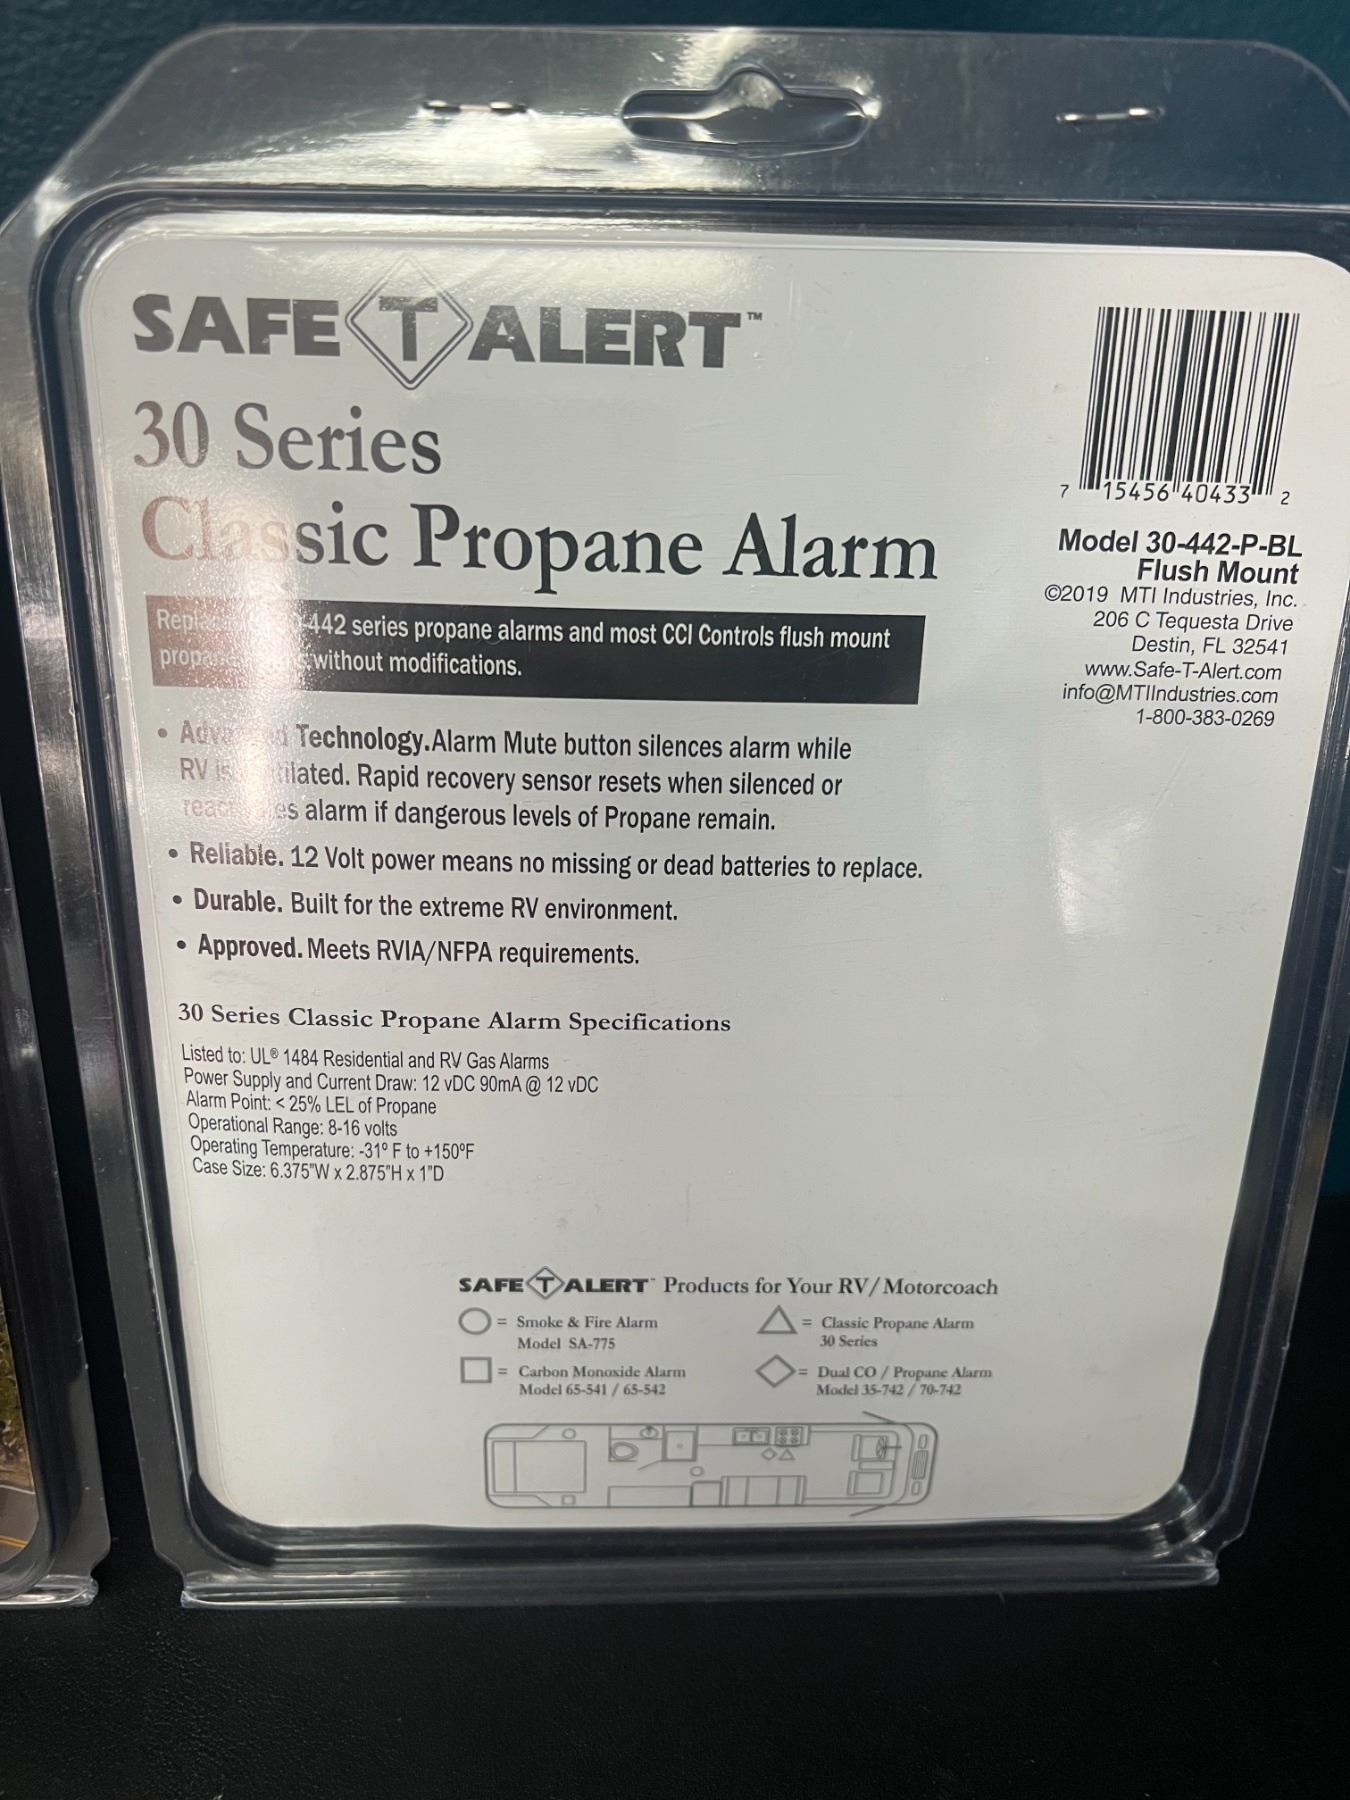 SAFE T ALERT™
30 Series
Classic Propane Alarm
442 series propane alarms and most CCI Controls flush mount
without modifications.
• Technology.Alarm Mute button silences alarm while
RV Rapid recovery sensor resets when silenced or
alarm if dangerous levels of Propane remain.
• Reliable. 12 Volt power means no missing or dead batteries to replace.
• Durable. Built for the extreme RV environment.
• Approved. Meets RVIA/NFPA requirements.
30 Series Classic Propane Alarm Specifications
Listed to: UL® 1484 Residential and RV Gas Alarms
Power Supply and Current Draw: 12 vDC 90mA @ 12 vDC
Alarm Point: < 25% LEL of Propane
Operational Range: 8-16 volts
Operating Temperature: -31º F to +150ºF
Case Size: 6.375"W x 2.875"H x 1"D
7 15456 40433 2
Model 30-442-P-BL
Flush Mount
©2019 MTI Industries, Inc.
206 C Tequesta Drive
Destin, FL 32541
www.Safe-T-Alert.com
info@MTIIndustries.com
1-800-383-0269
SAFE T ALERT™ Products for Your RV/Motorcoach
= Smoke & Fire Alarm
Model SA-775
= Carbon Monoxide Alarm
Model 65-541 / 65-542
= Classic Propane Alarm
30 Series
= Dual CO / Propane Alarm
Model 35-742 / 70-742